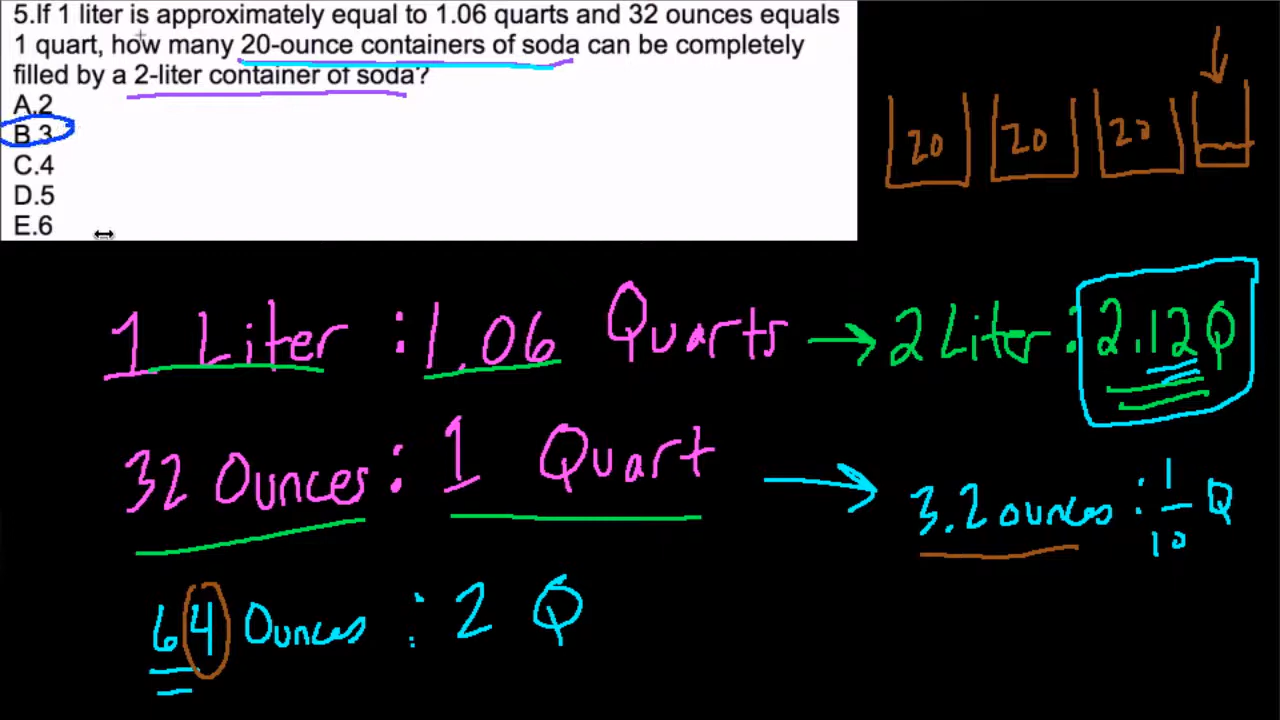 5.If 1 liter is approximately equal to 1.06 quarts and 32 ounces equals
1 quart, how many 20-ounce containers of soda can be completely
filled by a 2-liter container of soda?
A.2
B.3
C.4
D.5
E.6
20 20 20
1 Liter : 1.06 Quarts → 2 Liter : 2.12 Q
32 Ounces : 1 Quart → 3.2 ounces : 1/10 Q
64 Ounces : 2 Q